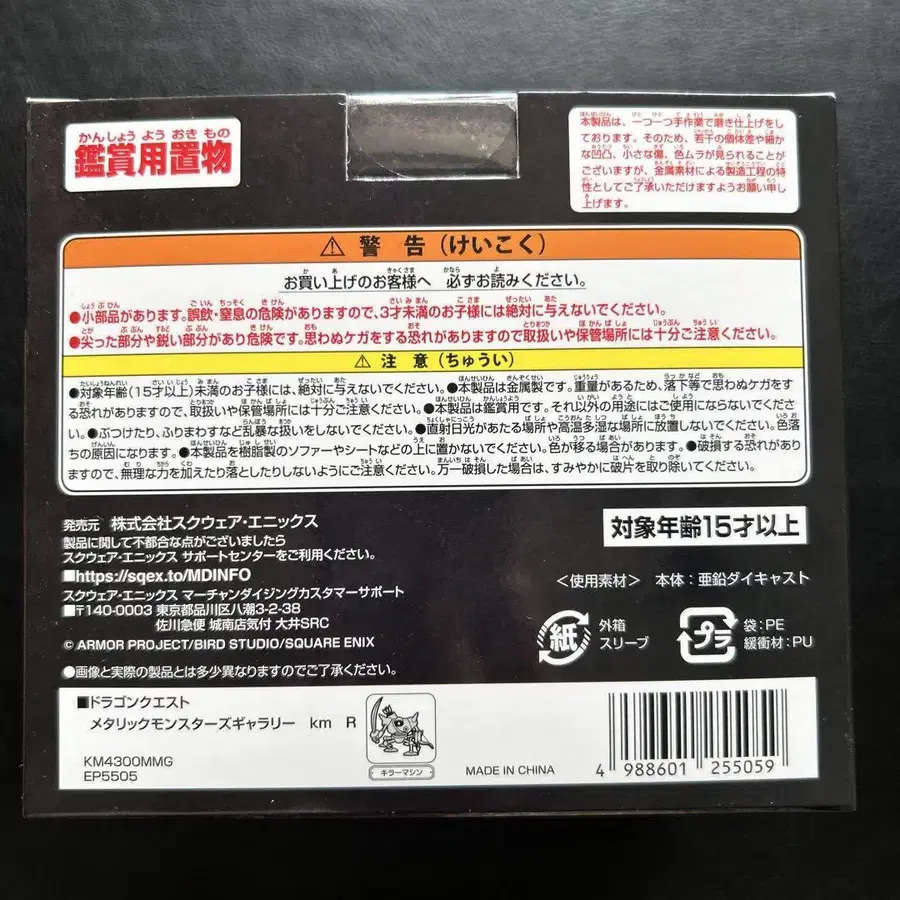 かんしょう よう おき もの
鑑賞用置物
本製品は、一つ一つ手作業で磨き仕上げをし
ております。そのため、若干の個体差や細か
な凹凸、小さな傷、色ムラが見られることが
ございますが、金属素材による製造工程の特
性としてご了承いただけますようお願い申し
上げます。
⚠ 警告(けいこく)
お買い上げのお客様へ 必ずお読みください。
●小部品があります。誤飲・窒息の危険がありますので、3才未満のお子様には絶対に与えないでください。
●尖った部分や鋭い部分があり危険です。思わぬケガをする恐れがありますので取扱いや保管場所には十分ご注意ください。
⚠ 注意(ちゅうい)
●対象年齢(15才以上)未満のお子様には、絶対に与えないでください。●本製品は金属製です。重量があるため、落下等で思わぬケガをす
る恐れがありますので、取扱いや保管場所には十分ご注意ください。●本製品は鑑賞用です。それ以外の用途にはご使用にならないでくださ
い。●ぶつけたり、ふりまわすなど乱暴な扱いをしないでください。●直射日光があたる場所や高温多湿な場所に放置しないでください。色落
ちの原因になります。●本製品を樹脂製のソファーやシートなどの上に置かないでください。色が移る場合があります。●破損する恐れがあり
ますので、無理な力を加えたり落としたりしないようにご注意ください。万一破損した場合は、すみやかに破片を取り除いてください。
発売元 株式会社スクウェア・エニックス
製品に関して不都合な点がございましたら
スクウェア・エニックス サポートセンターをご利用ください。
■https://sqex.to/MDINFO
スクウェア・エニックス マーチャンダイジングカスタマーサポート
■〒140-0003 東京都品川区八潮3-2-38
佐川急便 城南店気付 大井SRC
© ARMOR PROJECT/BIRD STUDIO/SQUARE ENIX
●画像と実際の製品とは多少異なりますのでご了承ください。
対象年齢15才以上
<使用素材> 本体:亜鉛ダイキャスト
紙
外箱
スリーブ
プラ
袋:PE
緩衝材:PU
■ドラゴンクエスト
メタリックモンスターズギャラリー km R
KM4300MMG
EP5505
キラーマシン
MADE IN CHINA
4 988601 255059